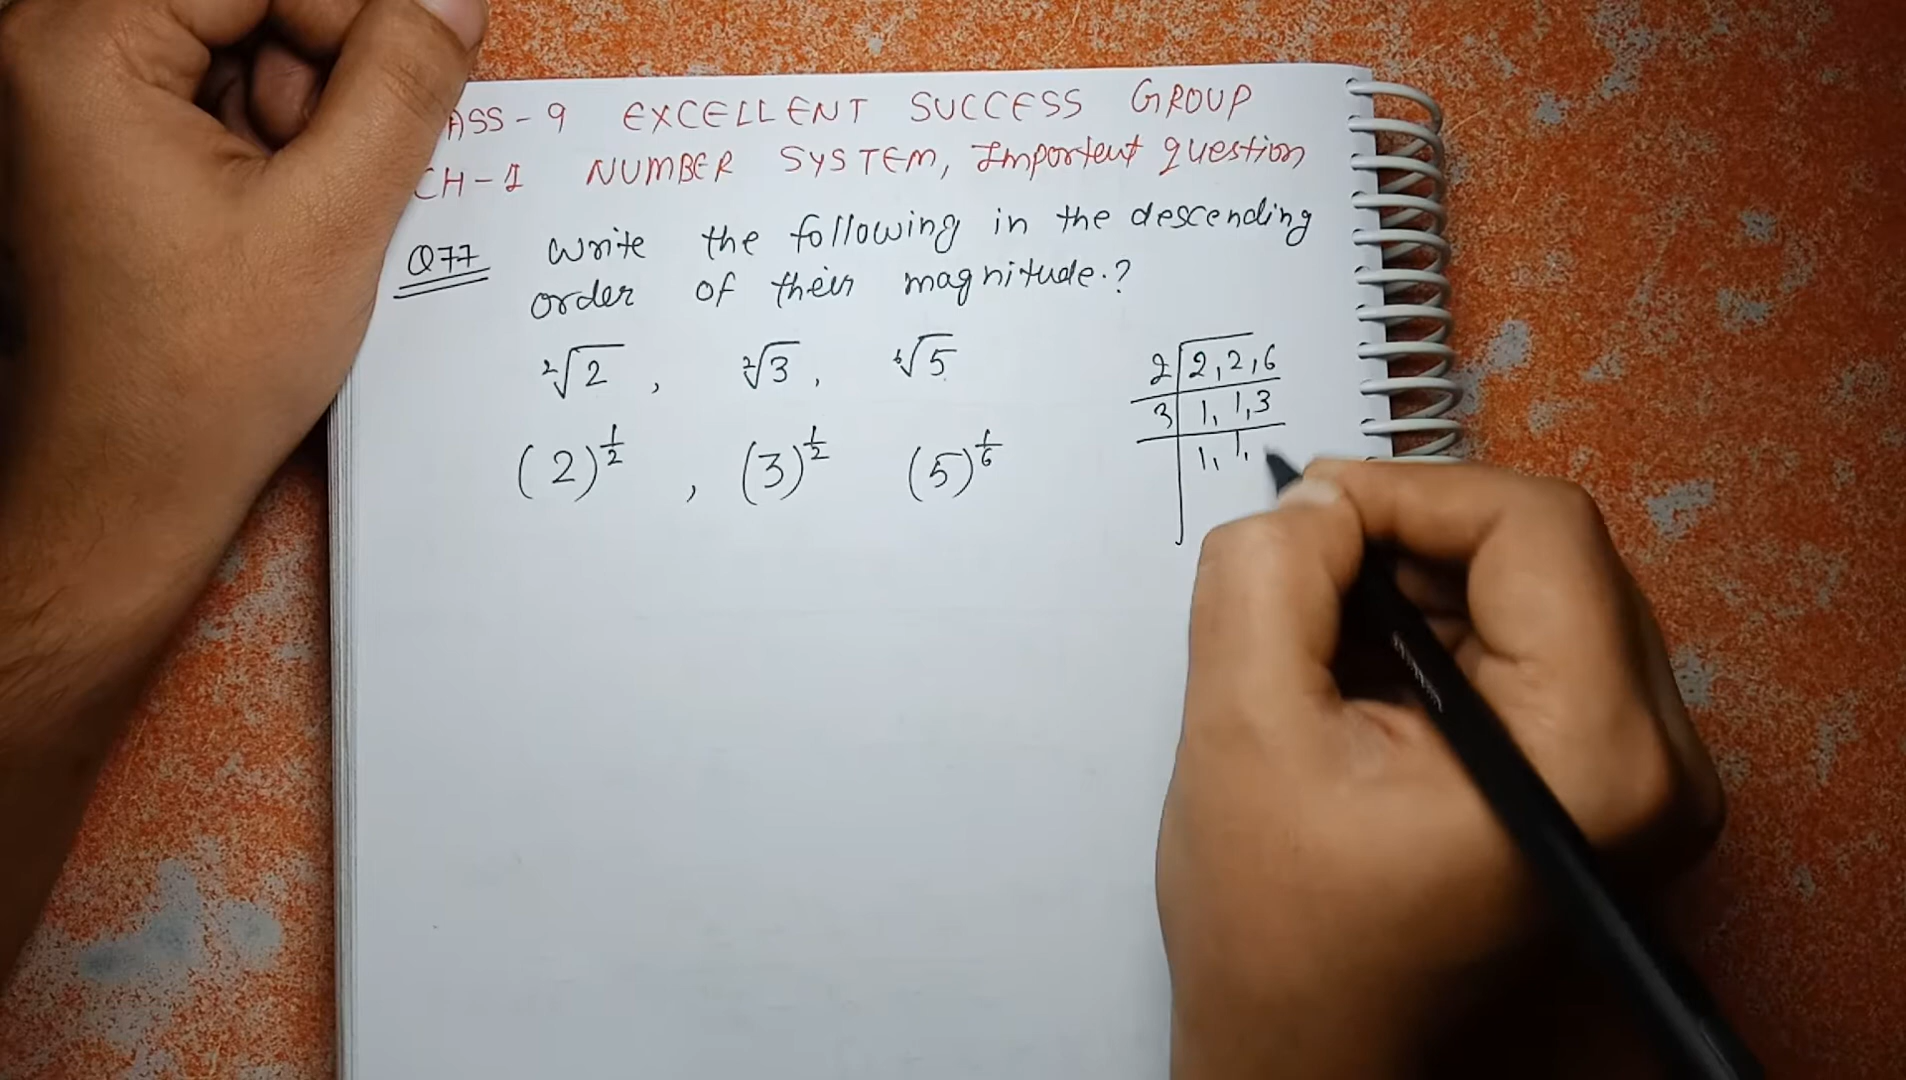 ASS - 9 EXCELLENT SUCCESS GROUP
CH - 1 NUMBER SYSTEM, Importent question
Q77 Write the following in the descending
order of their magnitude.?
²√2 , ²√3 , ⁶√5
(2)^1/2 , (3)^1/2 (5)^1/6
2 | 2, 2, 6
3 | 1, 1, 3
1, 1,